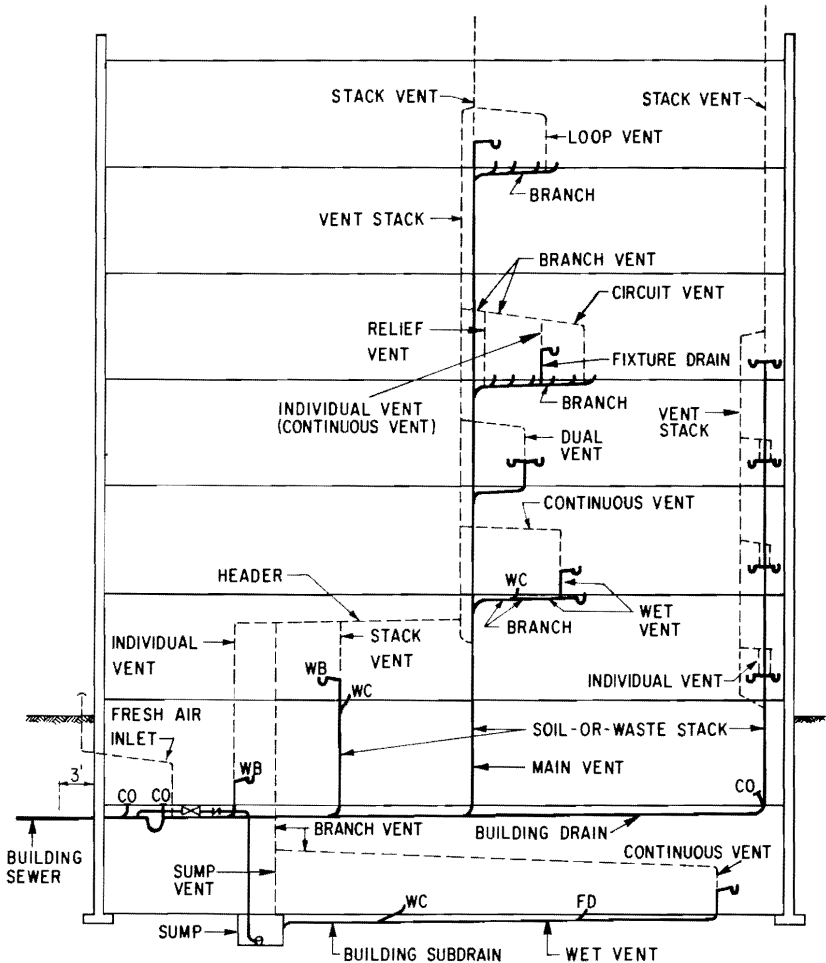 STACK VENT
STACK VENT
LOOP VENT
BRANCH
VENT STACK
BRANCH VENT
CIRCUIT VENT
RELIEF
VENT
FIXTURE DRAIN
INDIVIDUAL VENT
(CONTINUOUS VENT)
BRANCH
VENT
STACK
DUAL
VENT
CONTINUOUS VENT
HEADER
WC
BRANCH
WET
VENT
INDIVIDUAL
VENT
STACK
VENT
WB
WC
INDIVIDUAL VENT
FRESH AIR
INLET
SOIL-OR-WASTE STACK
3'
WB
MAIN VENT
CO
CO
CO
BUILDING
SEWER
BRANCH VENT
BUILDING DRAIN
SUMP
VENT
CONTINUOUS VENT
WC
FD
SUMP
BUILDING SUBDRAIN
WET VENT